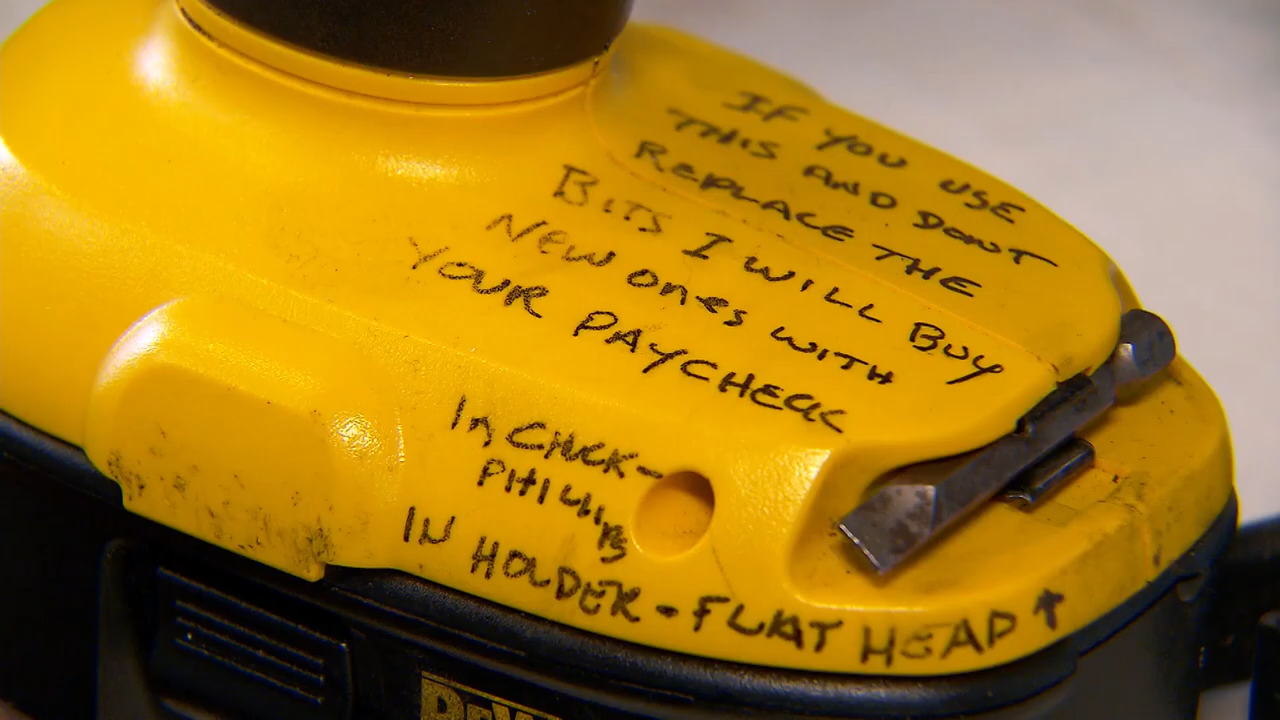 IF YOU USE
THIS AND DONT
REPLACE THE
BITS I WILL BUY
NEW ones WITH
YOUR PAYCHECK
In CHUCK-
PHILLIPS
IN HOLDER - FLAT HEAD ↑
DEWA